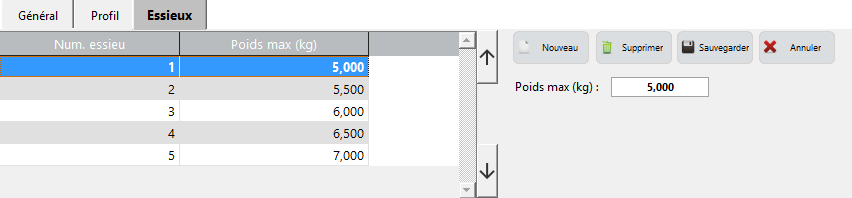 Général Profil Essieux
Num. essieu Poids max (kg)
1 5,000
2 5,500
3 6,000
4 6,500
5 7,000
Nouveau Supprimer Sauvegarder Annuler
Poids max (kg) : 5,000